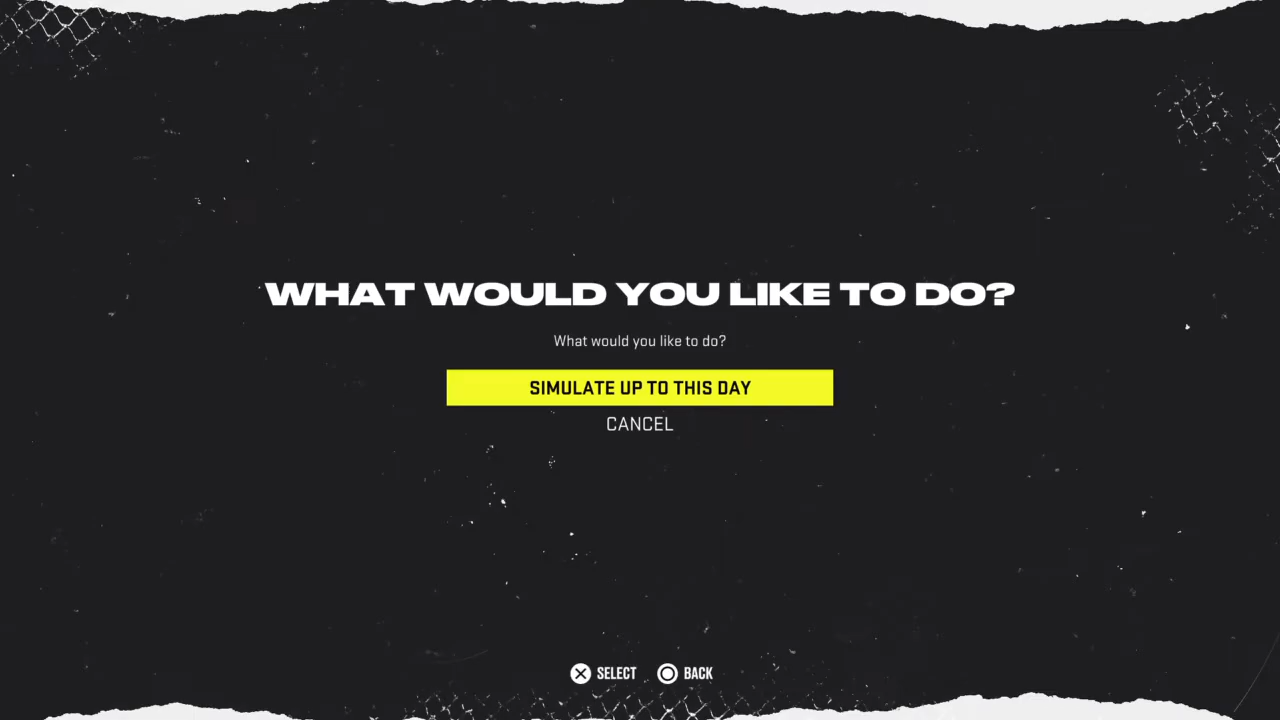 WHAT WOULD YOU LIKE TO DO?
What would you like to do?
SIMULATE UP TO THIS DAY
CANCEL
SELECT BACK